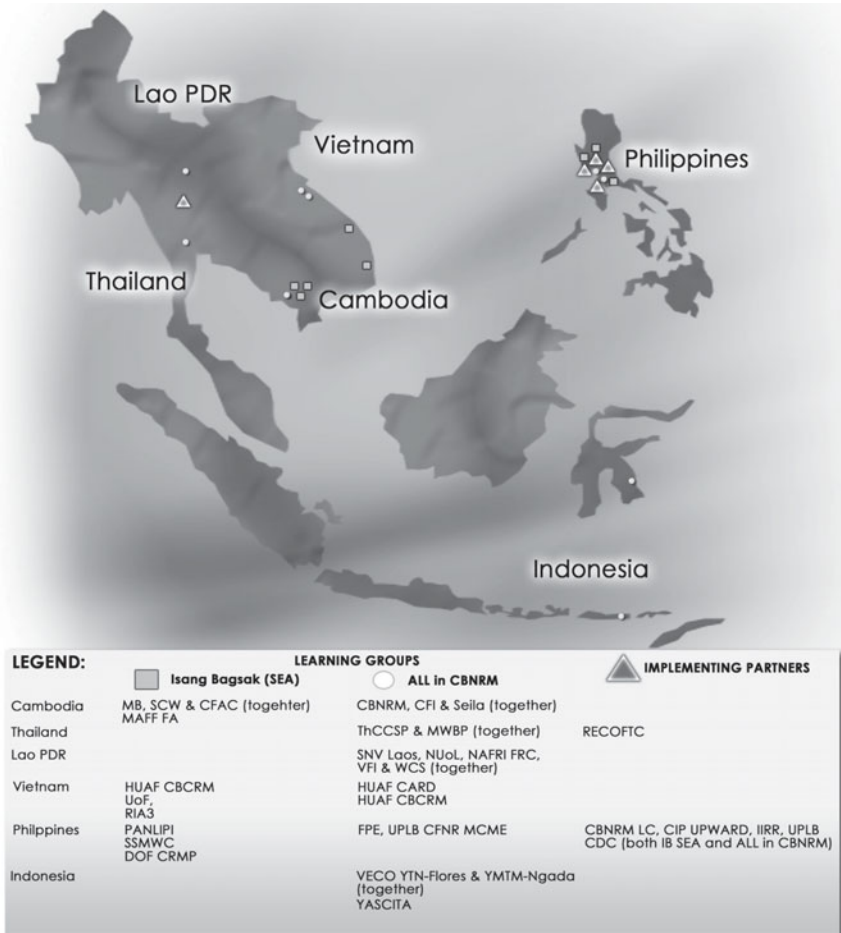 Lao PDR
Vietnam
Philippines
Thailand
Cambodia
Indonesia
LEGEND:
LEARNING GROUPS
Isang Bagsak (SEA)
ALL in CBNRM
IMPLEMENTING PARTNERS
Cambodia
MB, SCW & CFAC (togehter)
MAFF FA
CBNRM, CFI & Seila (together)
Thailand
ThCCSP & MWBP (together)
RECOFTC
Lao PDR
SNV Laos, NUoL, NAFRI FRC,
VFI & WCS (together)
Vietnam
HUAF CBCRM
UoF,
RIA3
HUAF CARD
HUAF CBCRM
Philppines
PANLIPI
SSMWC
DOF CRMP
FPE, UPLB CFNR MCME
CBNRM LC, CIP UPWARD, IIRR, UPLB
CDC (both IB SEA and ALL in CBNRM)
Indonesia
VECO YTN-Flores & YMTM-Ngada
(together)
YASCITA